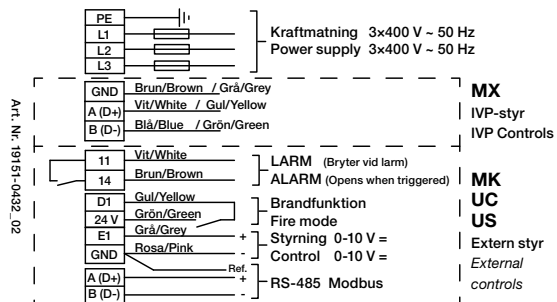 PE
L1
L2
L3
Kraftmatning 3×400 V ~ 50 Hz
Power supply 3×400 V ~ 50 Hz
GND Brun/Brown / Grå/Grey
A (D+) Vit/White / Gul/Yellow
B (D-) Blå/Blue / Grön/Green
MX
IVP-styr
IVP Controls
Art. Nr. 19151-0432_02
11 Vit/White
14 Brun/Brown
LARM (Bryter vid larm)
ALARM (Opens when triggered)
D1 Gul/Yellow
24 V Grön/Green
Brandfunktion
Fire mode
E1 Grå/Grey +
GND Rosa/Pink -
Styrning 0-10 V =
Control 0-10 V =
Ref.
A (D+) +
B (D-) -
RS-485 Modbus
MK
UC
US
Extern styr
External
controls